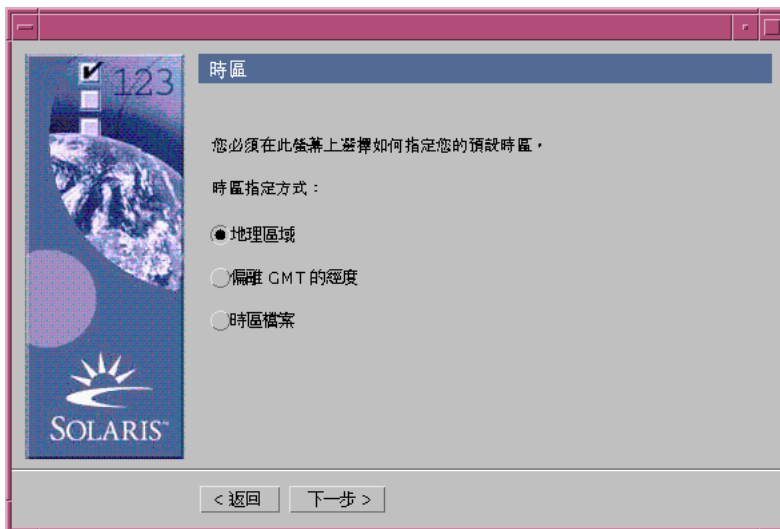 123
SOLARIS™
時區
您必須在此螢幕上選擇如何指定您的預設時區，
時區指定方式：
地理區域
偏離 GMT 的經度
時區檔案
< 返回
下一步 >